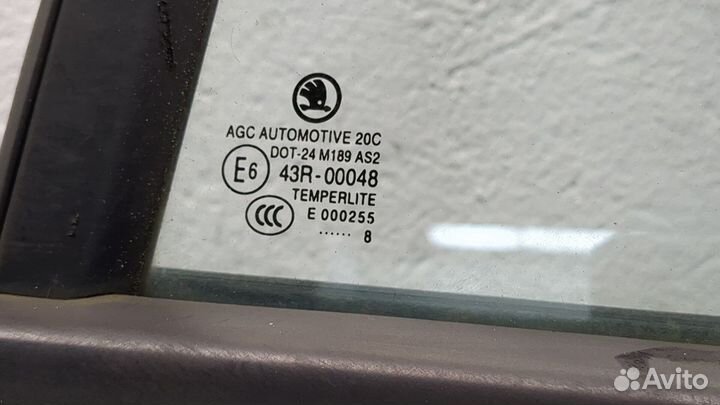 AGC AUTOMOTIVE 20C
DOT-24 M189 AS2
E6 43R-00048
TEMPERLITE
CCC E 000255
...... 8
Avito